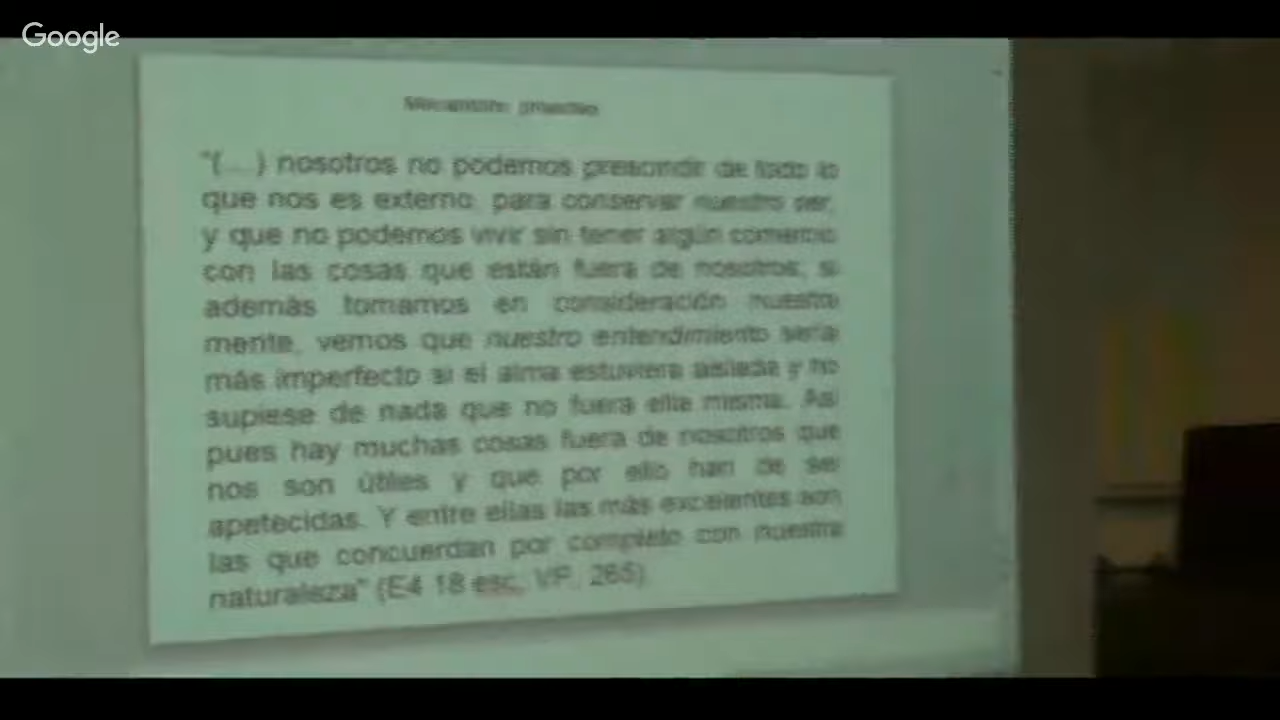 Google
"(...) nosotros no podemos prescindir de todo lo
que nos es externo, para conservar nuestro ser,
y que no podemos vivir sin tener algún comercio
con las cosas que están fuera de nosotros; si
además tomamos en consideración nuestra
mente, vemos que nuestro entendimiento sería
más imperfecto si el alma estuviera aislada y no
supiese de nada que no fuera ella misma. Así
pues hay muchas cosas fuera de nosotros que
nos son útiles y que por ello han de ser
apetecidas. Y entre ellas las más excelentes son
las que concuerdan por completo con nuestra
naturaleza" (E4 18 esc, VP, 265)